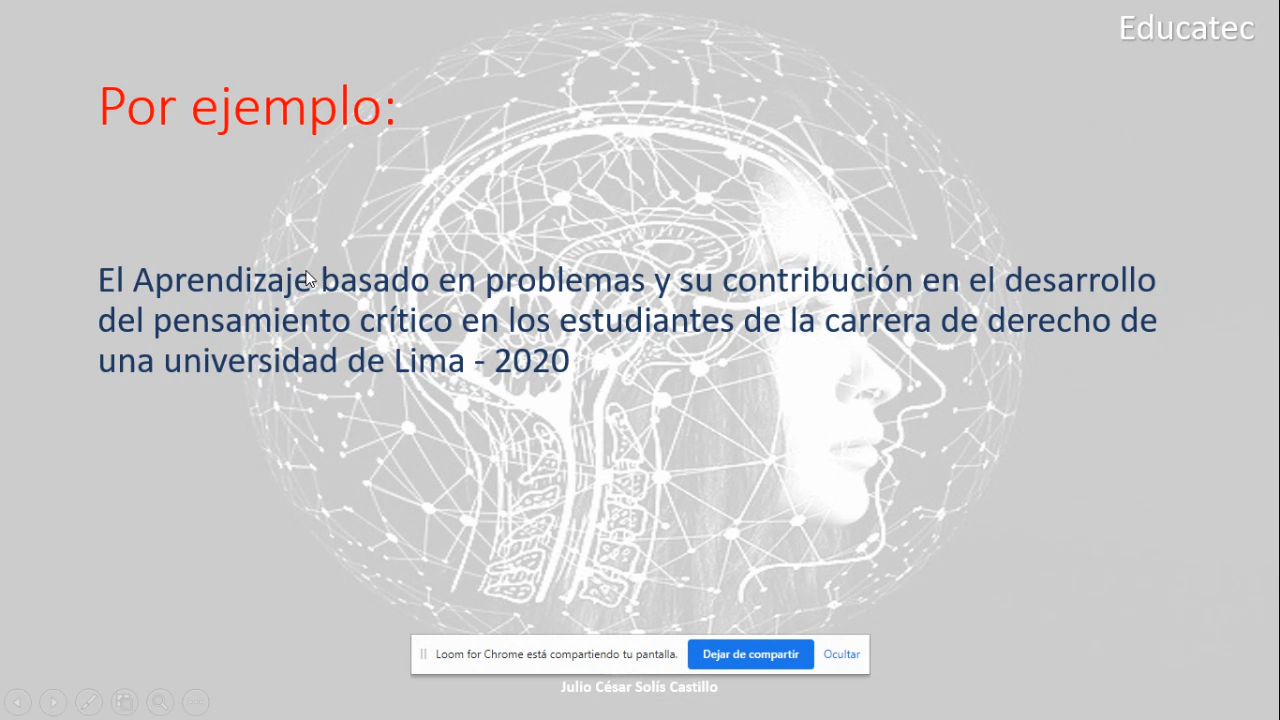 Educatec
Por ejemplo:
El Aprendizaje basado en problemas y su contribución en el desarrollo
del pensamiento crítico en los estudiantes de la carrera de derecho de
una universidad de Lima - 2020
Loom for Chrome está compartiendo tu pantalla. Dejar de compartir Ocultar
Julio César Solís Castillo